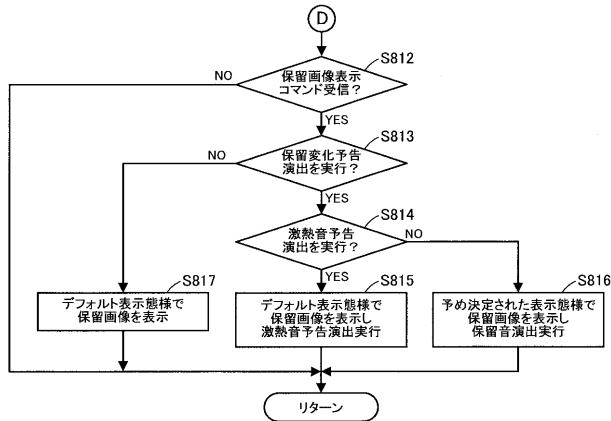 D
S812
保留画像表示
コマンド受信?
NO
YES
S813
保留変化予告
演出を実行?
NO
YES
S814
激熱音予告
演出を実行?
NO
YES
S817
デフォルト表示態様で
保留画像を表示
S815
デフォルト表示態様で
保留画像を表示し
激熱音予告演出実行
S816
予め決定された表示態様で
保留画像を表示し
保留音演出実行
リターン